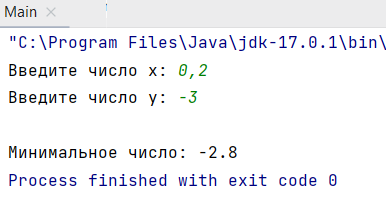 Main
"C:\Program Files\Java\jdk-17.0.1\bin\
Введите число x: 0,2
Введите число y: -3
Минимальное число: -2.8
Process finished with exit code 0